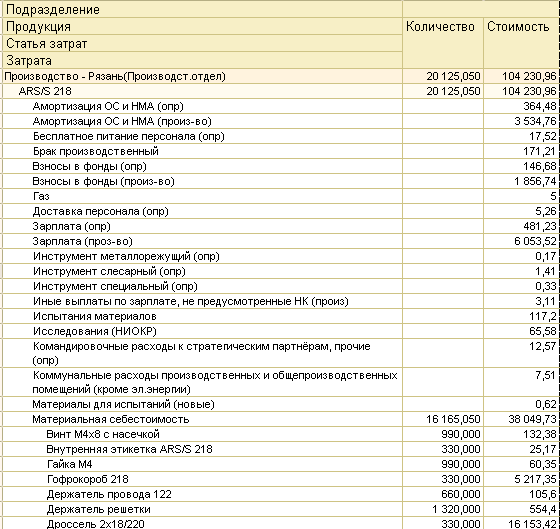 Подразделение
Продукция Количество Стоимость
Статья затрат
Затрата
Производство - Рязань(Производст.отдел) 20 125,050 104 230,96
ARS/S 218 20 125,050 104 230,96
Амортизация ОС и НМА (опр) 364,48
Амортизация ОС и НМА (произ-во) 3 534,76
Бесплатное питание персонала (опр) 17,52
Брак производственный 171,21
Взносы в фонды (опр) 146,68
Взносы в фонды (произ-во) 1 856,74
Газ 5
Доставка персонала (опр) 5,26
Зарплата (опр) 481,23
Зарплата (проз-во) 6 053,52
Инструмент металлорежущий (опр) 0,17
Инструмент слесарный (опр) 1,41
Инструмент специальный (опр) 0,33
Иные выплаты по зарплате, не предусмотренные НК (произ) 3,11
Испытания материалов 117,2
Исследования (НИОКР) 65,58
Командировочные расходы к стратегическим партнёрам, прочие 12,57
(опр)
Коммунальные расходы производственных и общепроизводственных 7,51
помещений (кроме эл.энергии)
Материалы для испытаний (новые) 0,62
Материальная себестоимость 16 165,050 38 049,73
Винт М4х8 с насечкой 990,000 132,38
Внутренняя этикетка ARS/S 218 330,000 25,17
Гайка М4 990,000 60,35
Гофрокороб 218 330,000 5 217,35
Держатель провода 122 660,000 105,6
Держатель решетки 1 320,000 554,4
Дроссель 2х18/220 330,000 16 153,42